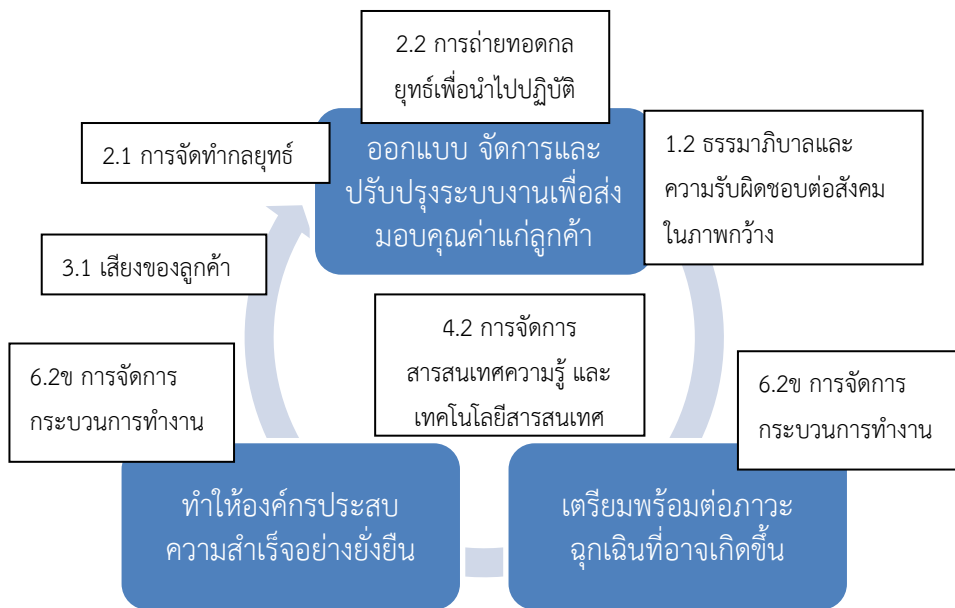 2.2 การถ่ายทอดกล
ยุทธ์เพื่อนำไปปฏิบัติ
2.1 การจัดทำกลยุทธ์
ออกแบบ จัดการและ
ปรับปรุงระบบงานเพื่อส่ง
มอบคุณค่าแก่ลูกค้า
1.2 ธรรมาภิบาลและ
ความรับผิดชอบต่อสังคม
ในภาพกว้าง
3.1 เสียงของลูกค้า
4.2 การจัดการ
สารสนเทศความรู้ และ
เทคโนโลยีสารสนเทศ
6.2ข การจัดการ
กระบวนการทำงาน
6.2ข การจัดการ
กระบวนการทำงาน
ทำให้องค์กรประสบ
ความสำเร็จอย่างยั่งยืน
เตรียมพร้อมต่อภาวะ
ฉุกเฉินที่อาจเกิดขึ้น